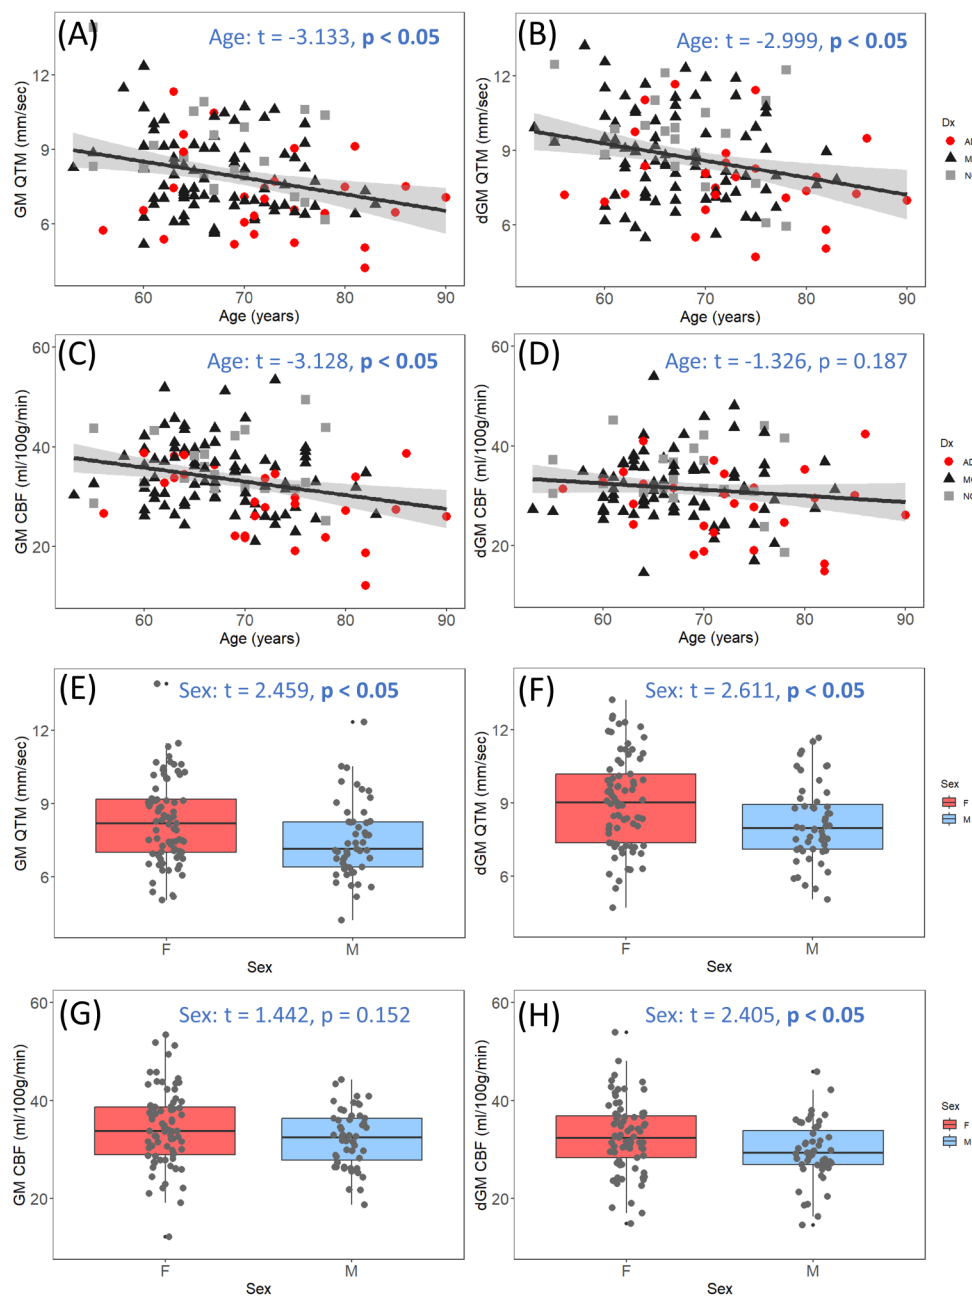 (A)
Age: t = -3.133, p < 0.05
GM QTM (mm/sec)
12
9
6
60
70
80
90
Age (years)
(B)
Age: t = -2.999, p < 0.05
dGM QTM (mm/sec)
12
9
6
60
70
80
90
Age (years)
Dx
(C)
Age: t = -3.128, p < 0.05
GM CBF (ml/100g/min)
60
40
20
60
70
80
90
Age (years)
(D)
Age: t = -1.326, p = 0.187
dGM CBF (ml/100g/min)
60
40
20
60
70
80
90
Age (years)
Dx
AD
(E)
Sex: t = 2.459, p < 0.05
GM QTM (mm/sec)
12
9
6
F
M
Sex
(F)
Sex: t = 2.611, p < 0.05
dGM QTM (mm/sec)
12
9
6
F
M
Sex
Sex
F
M
(G)
Sex: t = 1.442, p = 0.152
GM CBF (ml/100g/min)
60
40
20
F
M
Sex
(H)
Sex: t = 2.405, p < 0.05
dGM CBF (ml/100g/min)
60
40
20
F
M
Sex
Sex
F
M